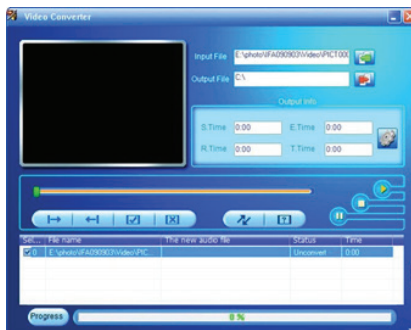 Video Converter
Input File E:\photo\IFA090903\Video\PICT000
Output File C:\
Output Info
S.Time 0:00 E.Time 0:00
R.Time 0:00 T.Time 0:00
Sel... File name The new audio file Status Time
0 E:\photo\IFA090903\Video\PIC... Unconvert 0:00
Progress 0 %